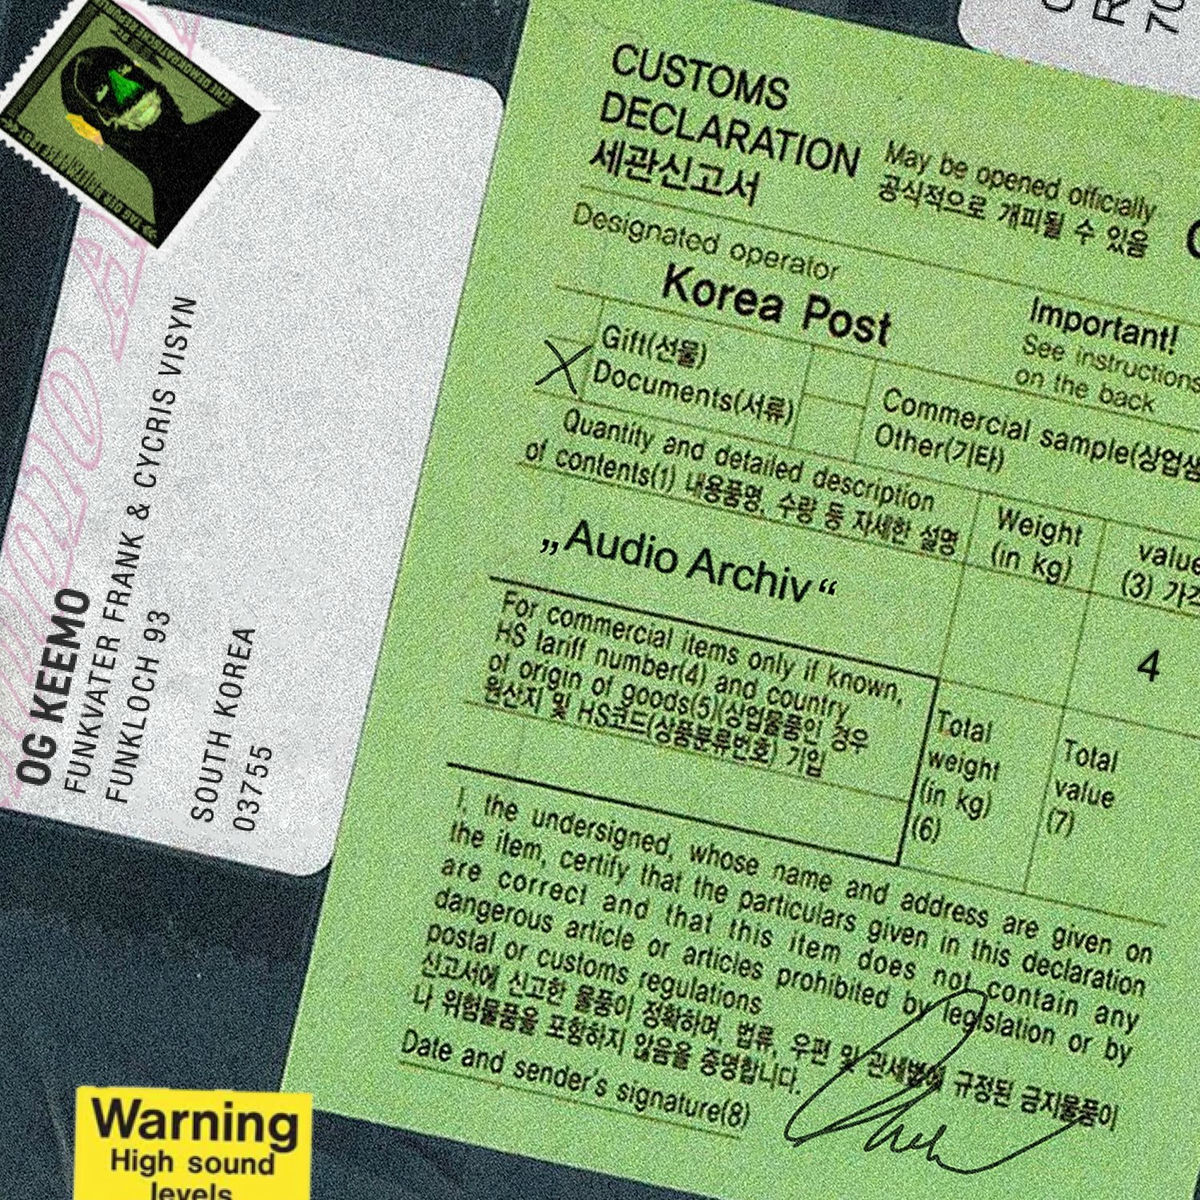 OG KEEMO
FUNKVATER FRANK & CYCRIS VISYN
FUNKLOCH 93
SOUTH KOREA
03755
CUSTOMS
DECLARATION
세관신고서
May be opened officially
공식적으로 개피될 수 있음
Designated operator
Korea Post
Important!
See instructions
on the back
Gift(선물)
X
Documents(서류)
Commercial sample(상업샘
Other(기타)
Quantity and detailed description
of contents(1) 내용품명, 수량 등 자세한 설명
Weight
(in kg)
value
(3) 가격
„Audio Archiv“
4
For commercial items only if known,
HS tariff number(4) and country
of origin of goods(5)(상업물품인 경우
원산지 및 HS코드(상품분류번호) 기입
Total
weight
(in kg)
(6)
Total
value
(7)
I, the undersigned, whose name and address are given on
the item, certify that the particulars given in this declaration
are correct and that this item does not contain any
dangerous article or articles prohibited by legislation or by
postal or customs regulations
신고서에 신고한 물품이 정확하며, 법류, 우편 및 관세법에 규정된 금지물품이
나 위험물품을 포함하지 않음을 증명합니다.
Date and sender's signature(8)
Warning
High sound
levels